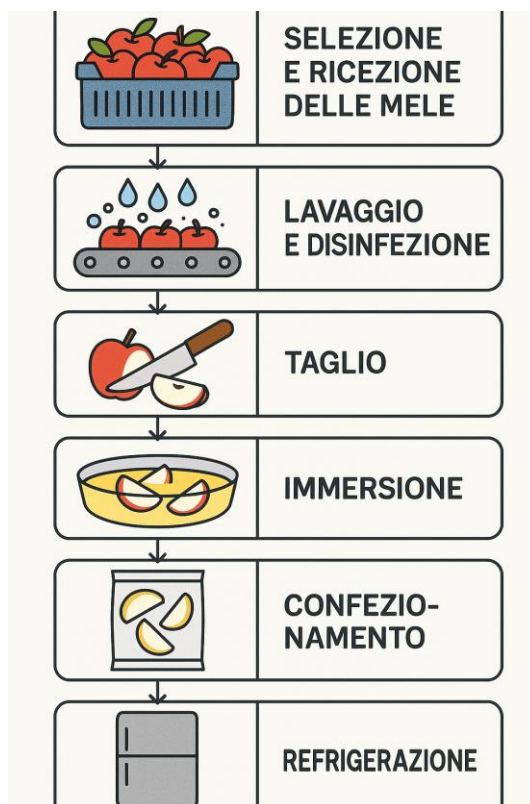 SELEZIONE
E RICEZIONE
DELLE MELE
LAVAGGIO
E DISINFEZIONE
TAGLIO
IMMERSIONE
CONFEZIO-
NAMENTO
REFRIGERAZIONE